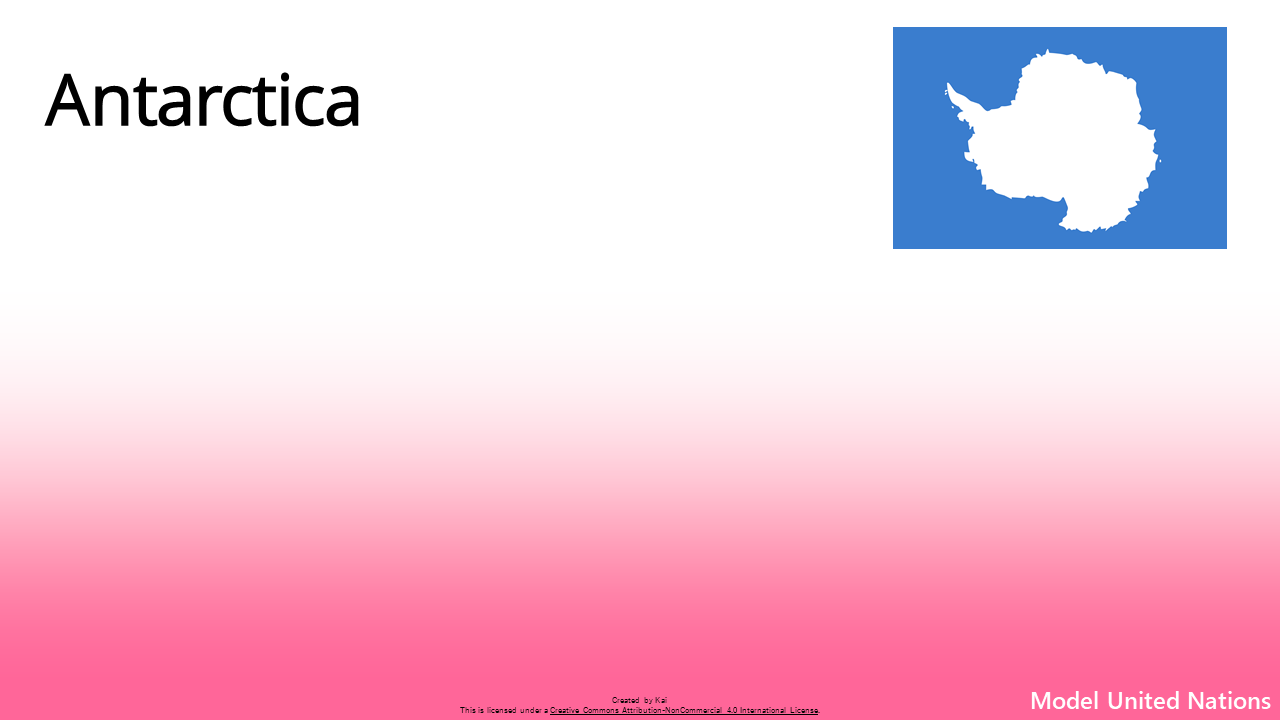 Antarctica
Created by Kai
This is licensed under a Creative Commons Attribution-NonCommercial 4.0 International License.
Model United Nations